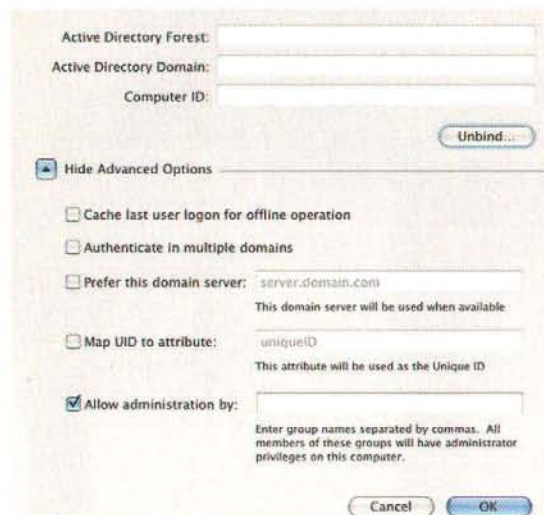 Active Directory Forest:
Active Directory Domain:
Computer ID:
Unbind...
Hide Advanced Options
Cache last user logon for offline operation
Authenticate in multiple domains
Prefer this domain server: server.domain.com
This domain server will be used when available
Map UID to attribute: uniqueID
This attribute will be used as the Unique ID
Allow administration by:
Enter group names separated by commas. All
members of these groups will have administrator
privileges on this computer.
Cancel OK